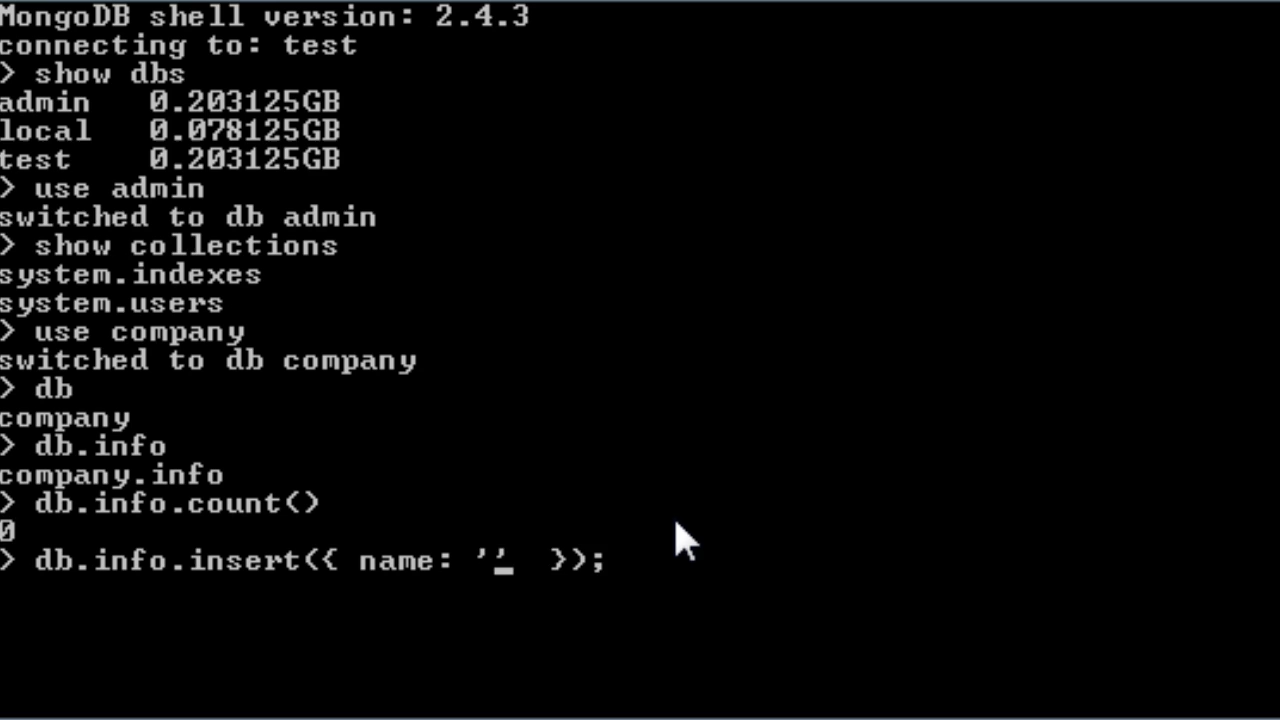 MongoDB shell version: 2.4.3
connecting to: test
> show dbs
admin   0.203125GB
local   0.078125GB
test    0.203125GB
> use admin
switched to db admin
> show collections
system.indexes
system.users
> use company
switched to db company
> db
company
> db.info
company.info
> db.info.count()
0
> db.info.insert({ name: ''  });